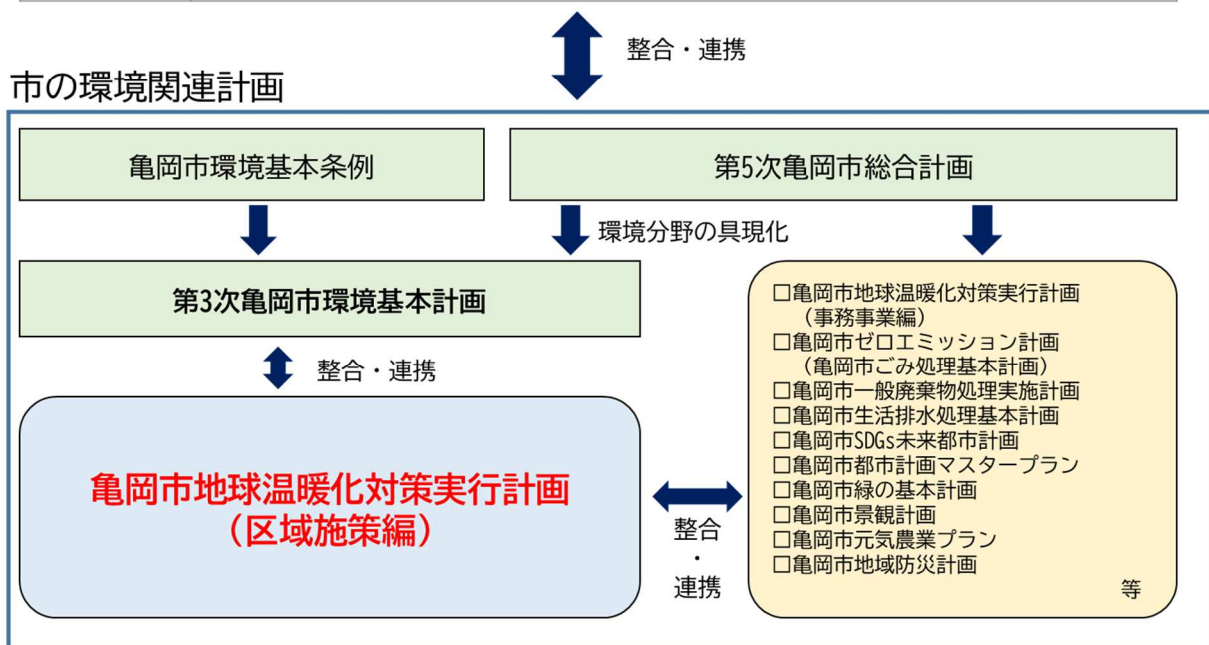 整合・連携
市の環境関連計画
亀岡市環境基本条例
第5次亀岡市総合計画
環境分野の具現化
第3次亀岡市環境基本計画
整合・連携
亀岡市地球温暖化対策実行計画
（区域施策編）
整合
・
連携
□亀岡市地球温暖化対策実行計画
（事務事業編）
□亀岡市ゼロエミッション計画
（亀岡市ごみ処理基本計画）
□亀岡市一般廃棄物処理実施計画
□亀岡市生活排水処理基本計画
□亀岡市SDGs未来都市計画
□亀岡市都市計画マスタープラン
□亀岡市緑の基本計画
□亀岡市景観計画
□亀岡市元気農業プラン
□亀岡市地域防災計画
等